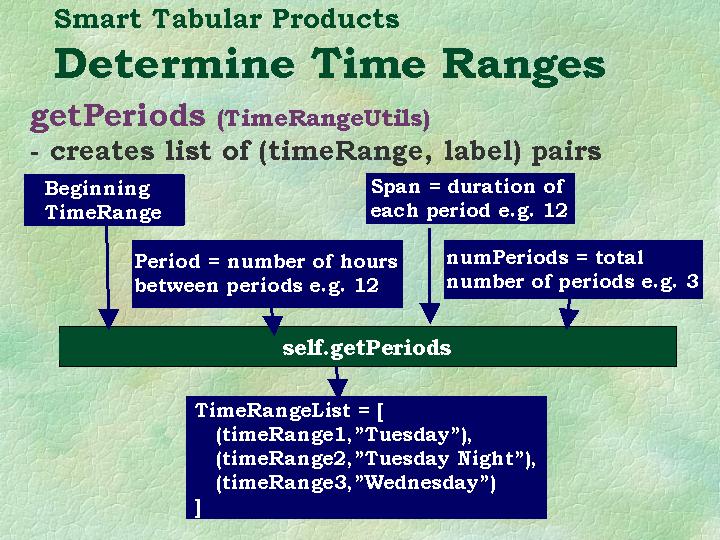 Smart Tabular Products
Determine Time Ranges
getPeriods (TimeRangeUtils)
- creates list of (timeRange, label) pairs
Beginning
TimeRange
Span = duration of
each period e.g. 12
Period = number of hours
between periods e.g. 12
numPeriods = total
number of periods e.g. 3
self.getPeriods
TimeRangeList = [
(timeRange1,”Tuesday”),
(timeRange2,”Tuesday Night”),
(timeRange3,”Wednesday”)
]